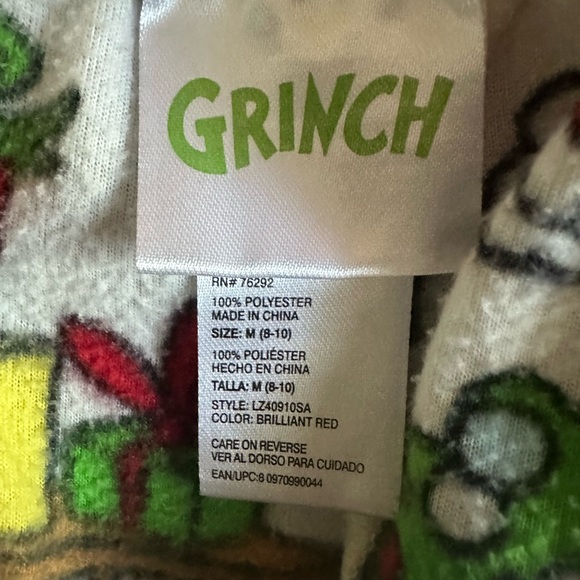 GRINCH
RN# 76292
100% POLYESTER
MADE IN CHINA
SIZE: M (8-10)
100% POLIÉSTER
HECHO EN CHINA
TALLA: M (8-10)
STYLE: LZ40910SA
COLOR: BRILLIANT RED
CARE ON REVERSE
VER AL DORSO PARA CUIDADO
EAN/UPC:8 0970990044